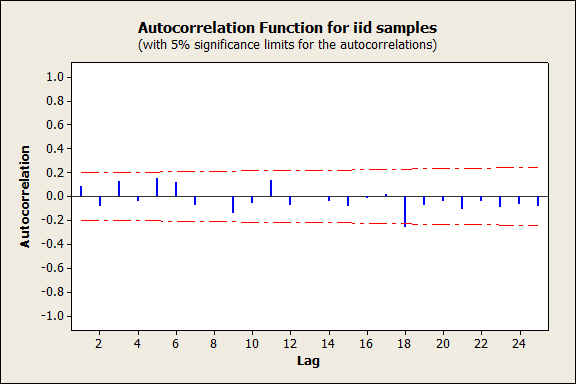 Autocorrelation Function for iid samples
(with 5% significance limits for the autocorrelations)
Autocorrelation
1.0
0.8
0.6
0.4
0.2
0.0
-0.2
-0.4
-0.6
-0.8
-1.0
2 4 6 8 10 12 14 16 18 20 22 24
Lag